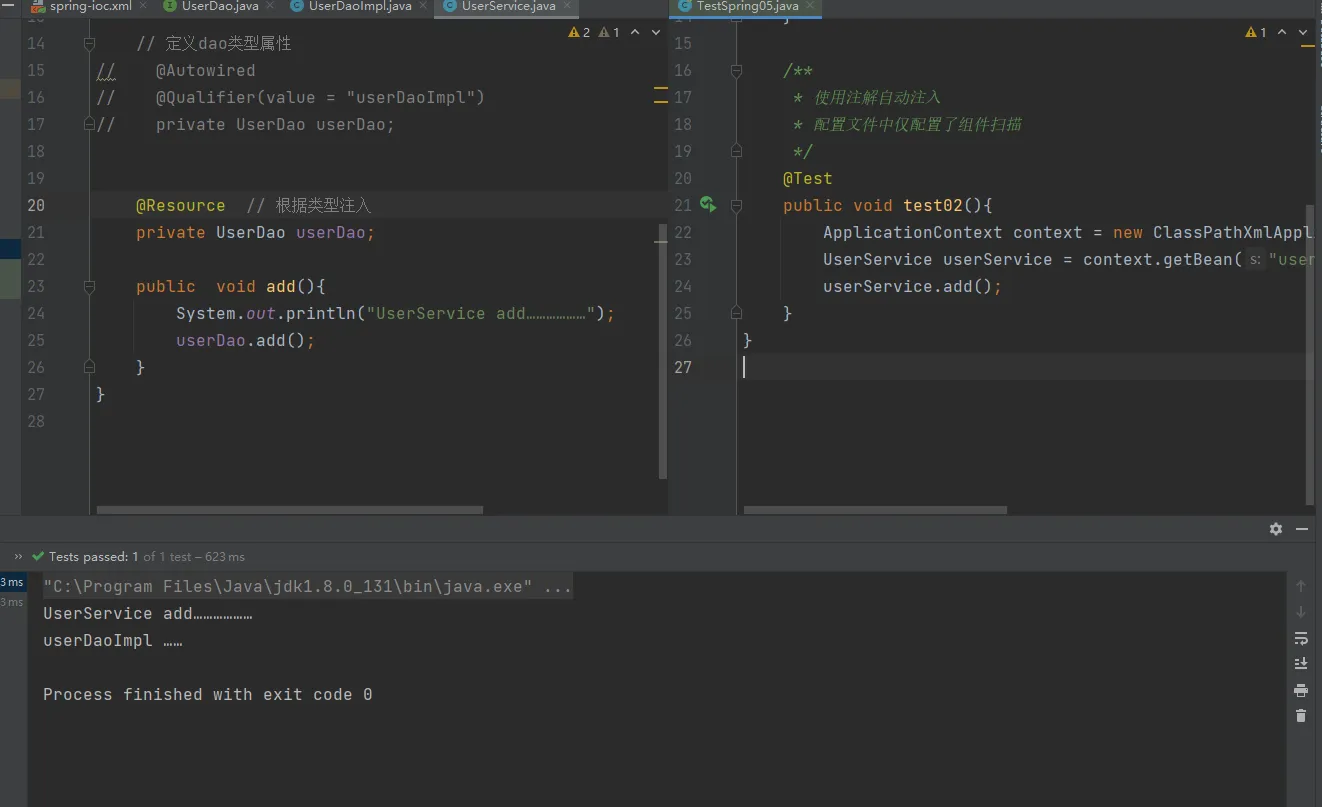 spring-ioc.xml UserDao.java UserDaoImpl.java UserService.java
2 1
14 // 定义dao类型属性
15 // @Autowired
16 // @Qualifier(value = "userDaoImpl")
17 // private UserDao userDao;
18
19
20 @Resource // 根据类型注入
21 private UserDao userDao;
22
23 public void add(){
24 System.out.println("UserService add………………");
25 userDao.add();
26 }
27 }
28
TestSpring05.java
1
15
16 /**
17 * 使用注解自动注入
18 * 配置文件中仅配置了组件扫描
19 */
20 @Test
21 public void test02(){
22 ApplicationContext context = new ClassPathXmlAppl
23 UserService userService = context.getBean( s: "user
24 userService.add();
25 }
26 }
27
» Tests passed: 1 of 1 test – 623 ms
3 ms
3 ms
"C:\Program Files\Java\jdk1.8.0_131\bin\java.exe" ...
UserService add………………
userDaoImpl ……
Process finished with exit code 0